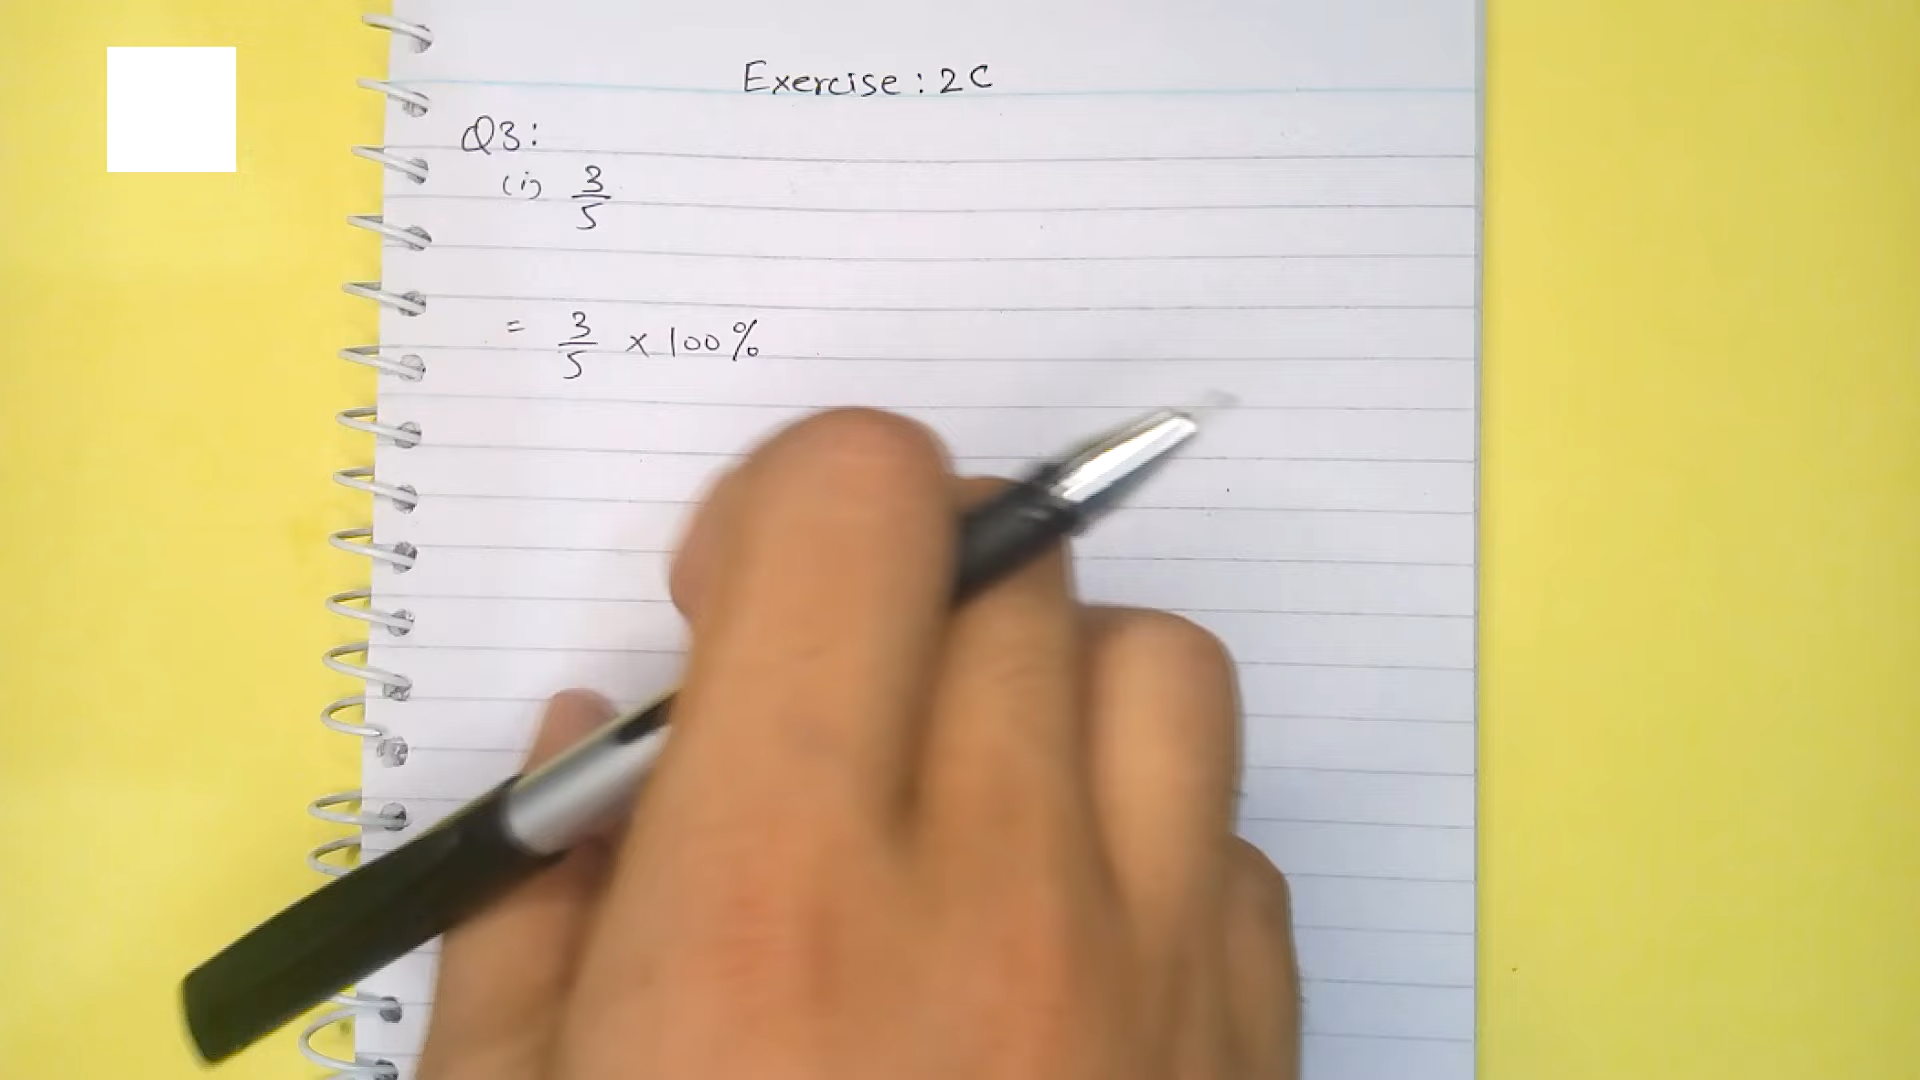 Exercise : 2C
Q3:
(i) 3/5
= 3/5 × 100%